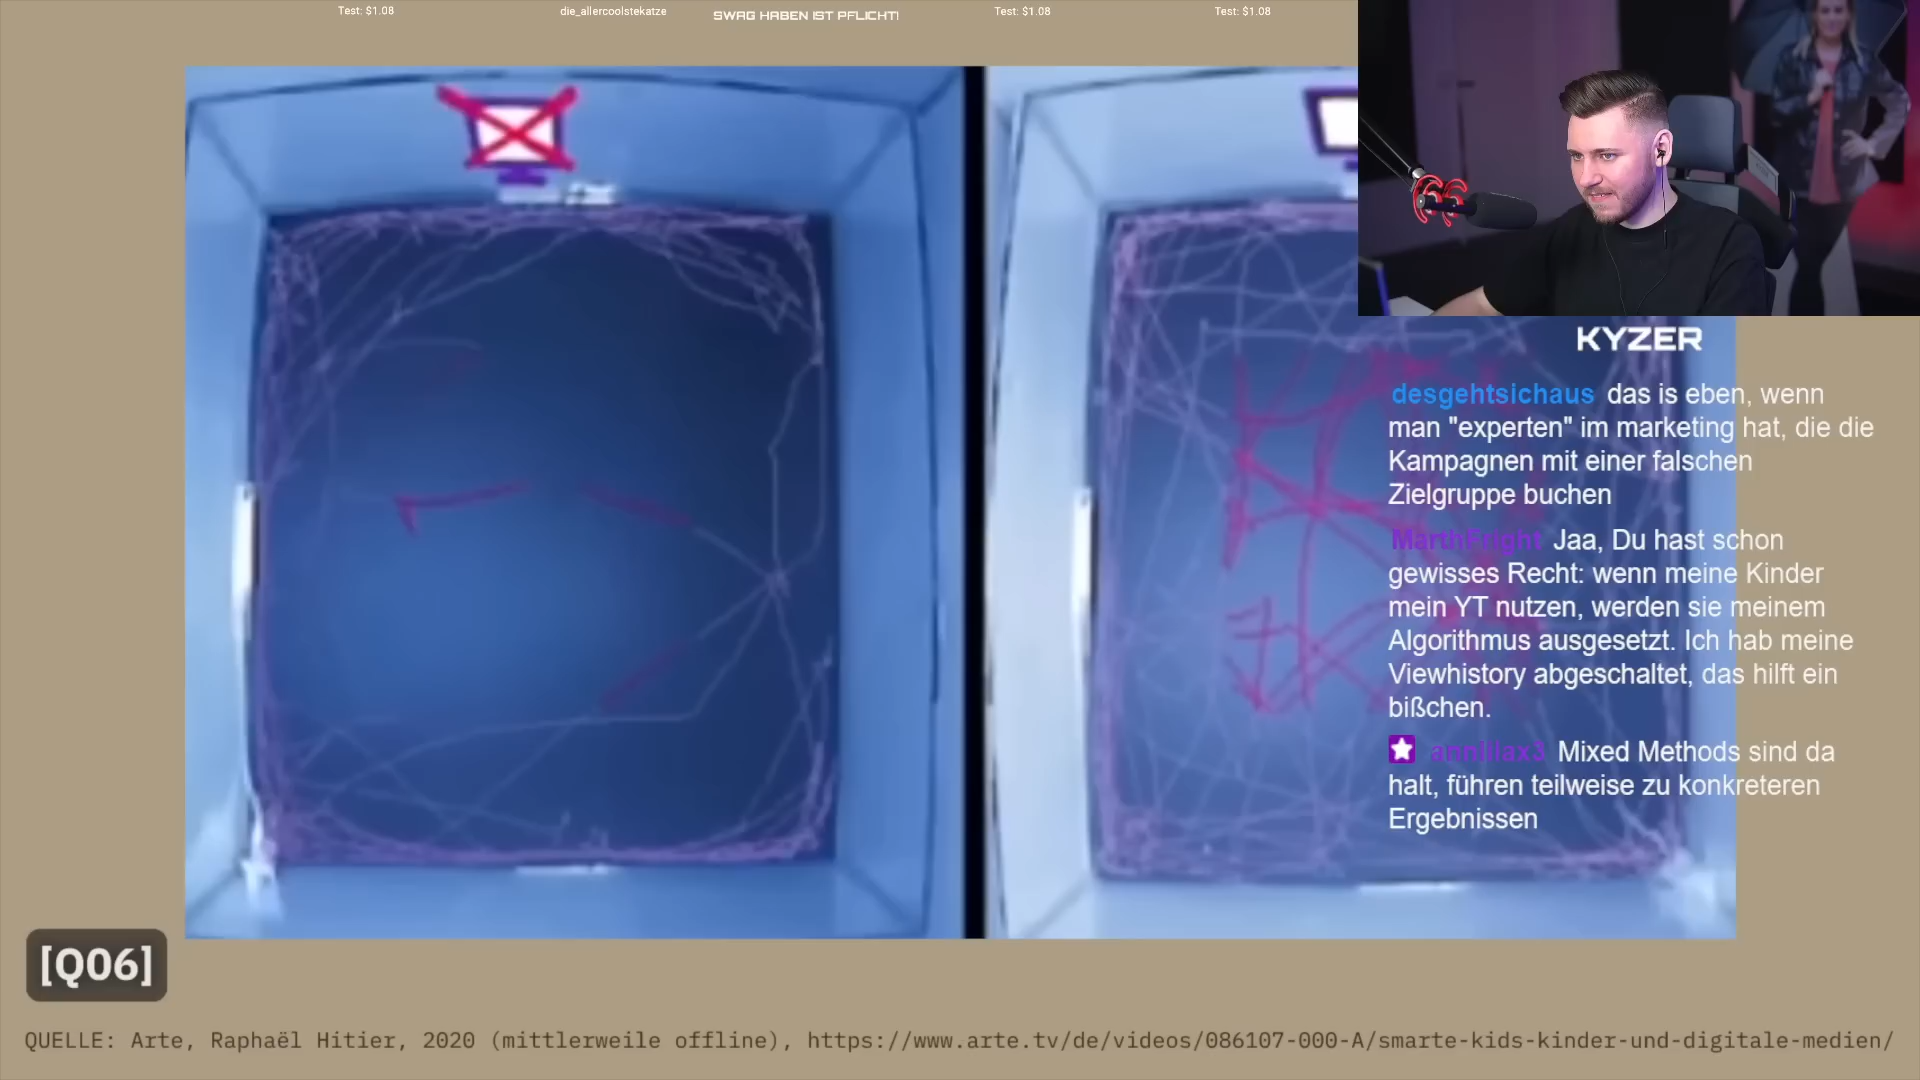 Test: $1.08
die_allercoolstekatze
SWAG HABEN IST PFLICHT!
Test: $1.08
Test: $1.08
KYZER
desgehtsichaus das is eben, wenn
man "experten" im marketing hat, die die
Kampagnen mit einer falschen
Zielgruppe buchen
MarthFright Jaa, Du hast schon
gewisses Recht: wenn meine Kinder
mein YT nutzen, werden sie meinem
Algorithmus ausgesetzt. Ich hab meine
Viewhistory abgeschaltet, das hilft ein
bißchen.
annillax3 Mixed Methods sind da
halt, führen teilweise zu konkreteren
Ergebnissen
[Q06]
QUELLE: Arte, Raphaël Hitier, 2020 (mittlerweile offline), https://www.arte.tv/de/videos/086107-000-A/smarte-kids-kinder-und-digitale-medien/